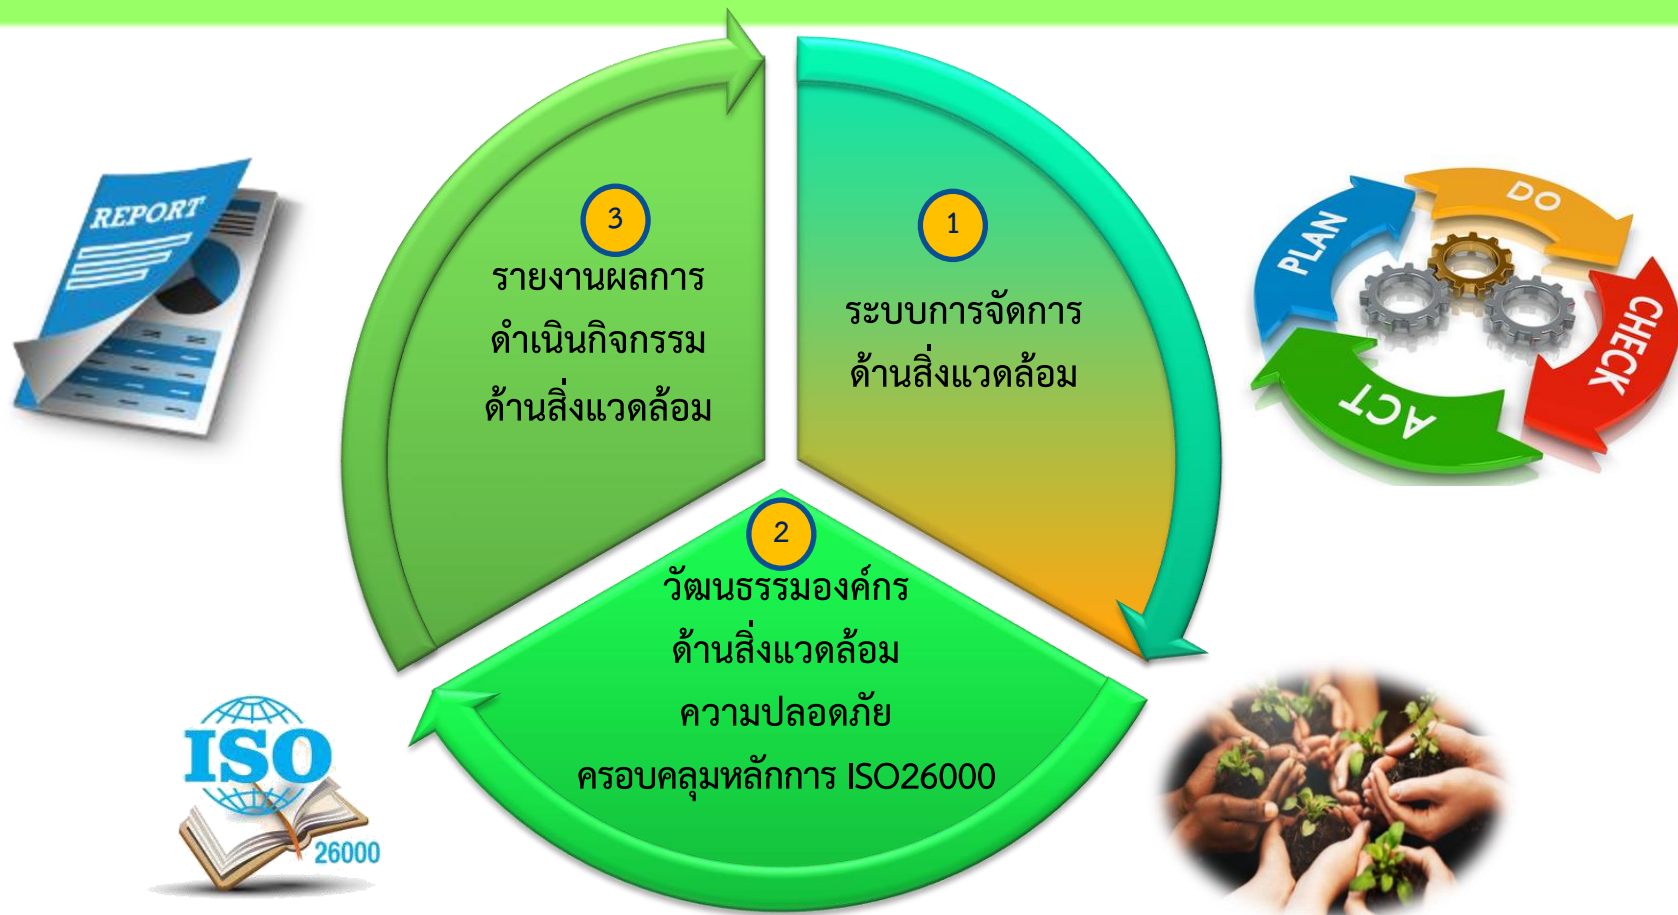 3
รายงานผลการ
ดำเนินกิจกรรม
ด้านสิ่งแวดล้อม
1
ระบบการจัดการ
ด้านสิ่งแวดล้อม
2
วัฒนธรรมองค์กร
ด้านสิ่งแวดล้อม
ความปลอดภัย
ครอบคลุมหลักการ ISO26000
REPORT
PLAN
DO
CHECK
ACT
ISO
26000